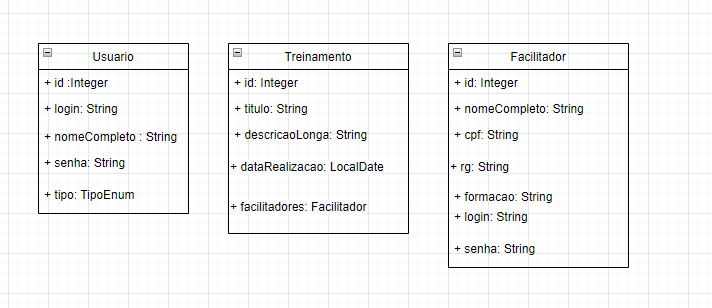 Usuario
+ id :Integer
+ login: String
+ nomeCompleto : String
+ senha: String
+ tipo: TipoEnum
Treinamento
+ id: Integer
+ titulo: String
+ descricaoLonga: String
+ dataRealizacao: LocalDate
+ facilitadores: Facilitador
Facilitador
+ id: Integer
+ nomeCompleto: String
+ cpf: String
+ rg: String
+ formacao: String
+ login: String
+ senha: String